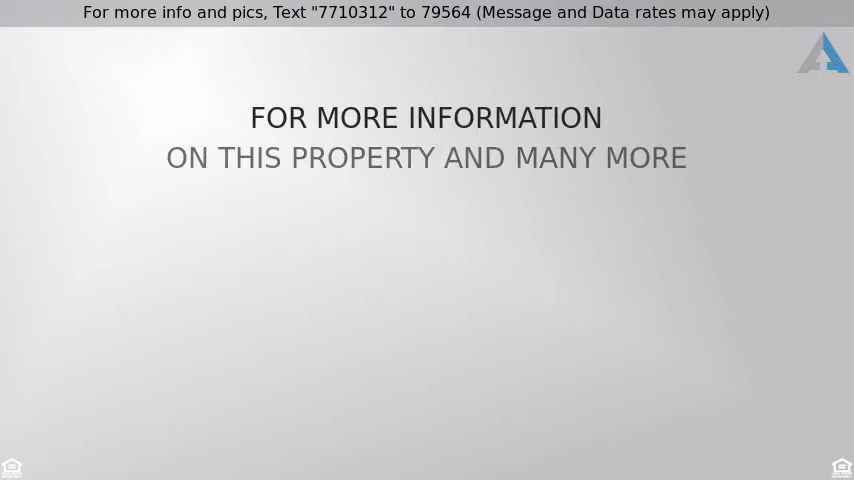 For more info and pics, Text "7710312" to 79564 (Message and Data rates may apply)
FOR MORE INFORMATION
ON THIS PROPERTY AND MANY MORE